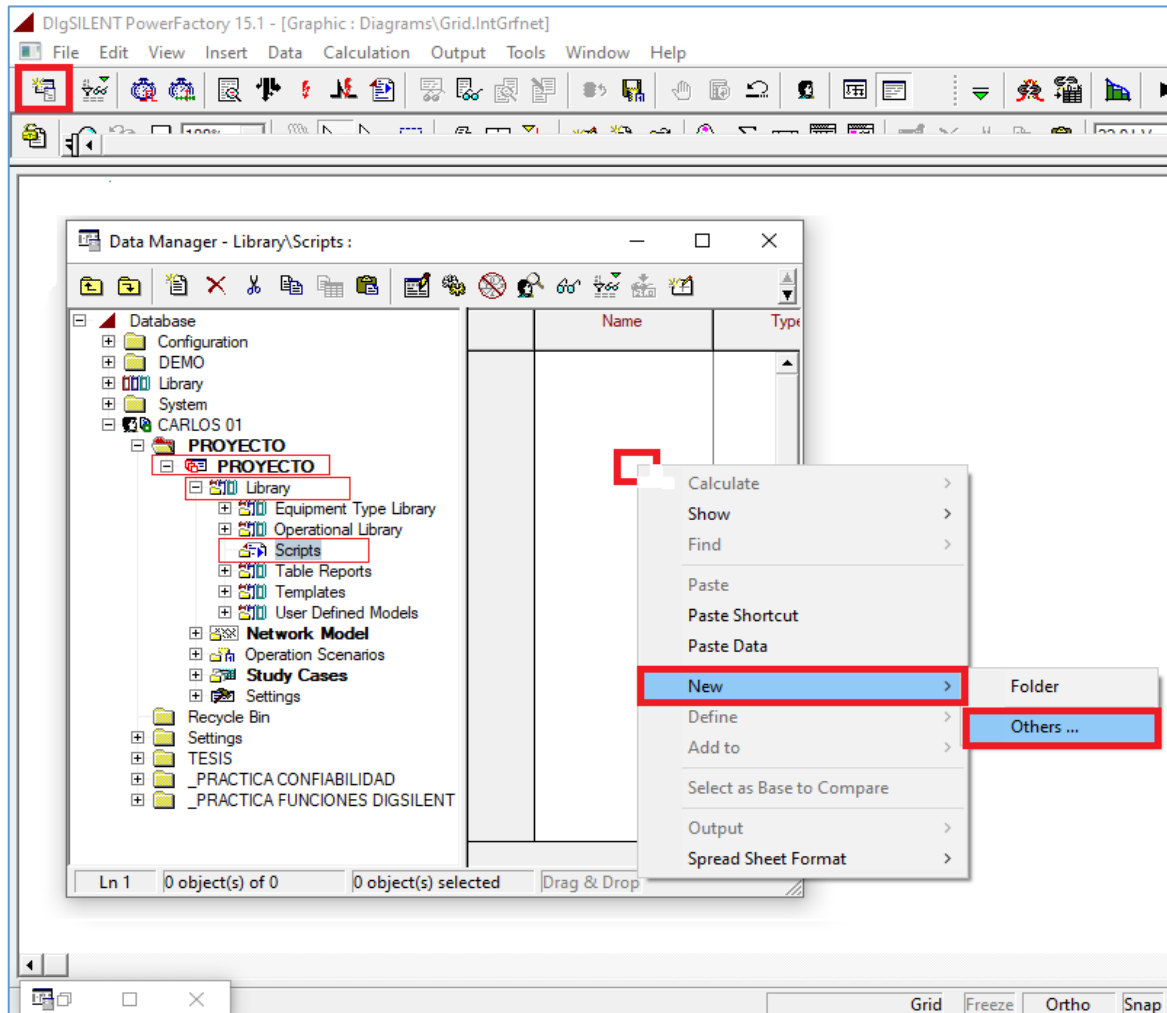 DIgSILENT PowerFactory 15.1 - [Graphic : Diagrams\Grid.IntGrfnet]
File Edit View Insert Data Calculation Output Tools Window Help
Data Manager - Library\Scripts :
Name Type
Database
Configuration
DEMO
Library
System
CARLOS 01
PROYECTO
PROYECTO
Library
Equipment Type Library
Operational Library
Scripts
Table Reports
Templates
User Defined Models
Network Model
Operation Scenarios
Study Cases
Settings
Recycle Bin
Settings
TESIS
_PRACTICA CONFIABILIDAD
_PRACTICA FUNCIONES DIGSILENT
Calculate
Show
Find
Paste
Paste Shortcut
Paste Data
New
Define
Add to
Select as Base to Compare
Output
Spread Sheet Format
Folder
Others ...
Ln 1 0 object(s) of 0 0 object(s) selected Drag & Drop
Grid Freeze Ortho Snap